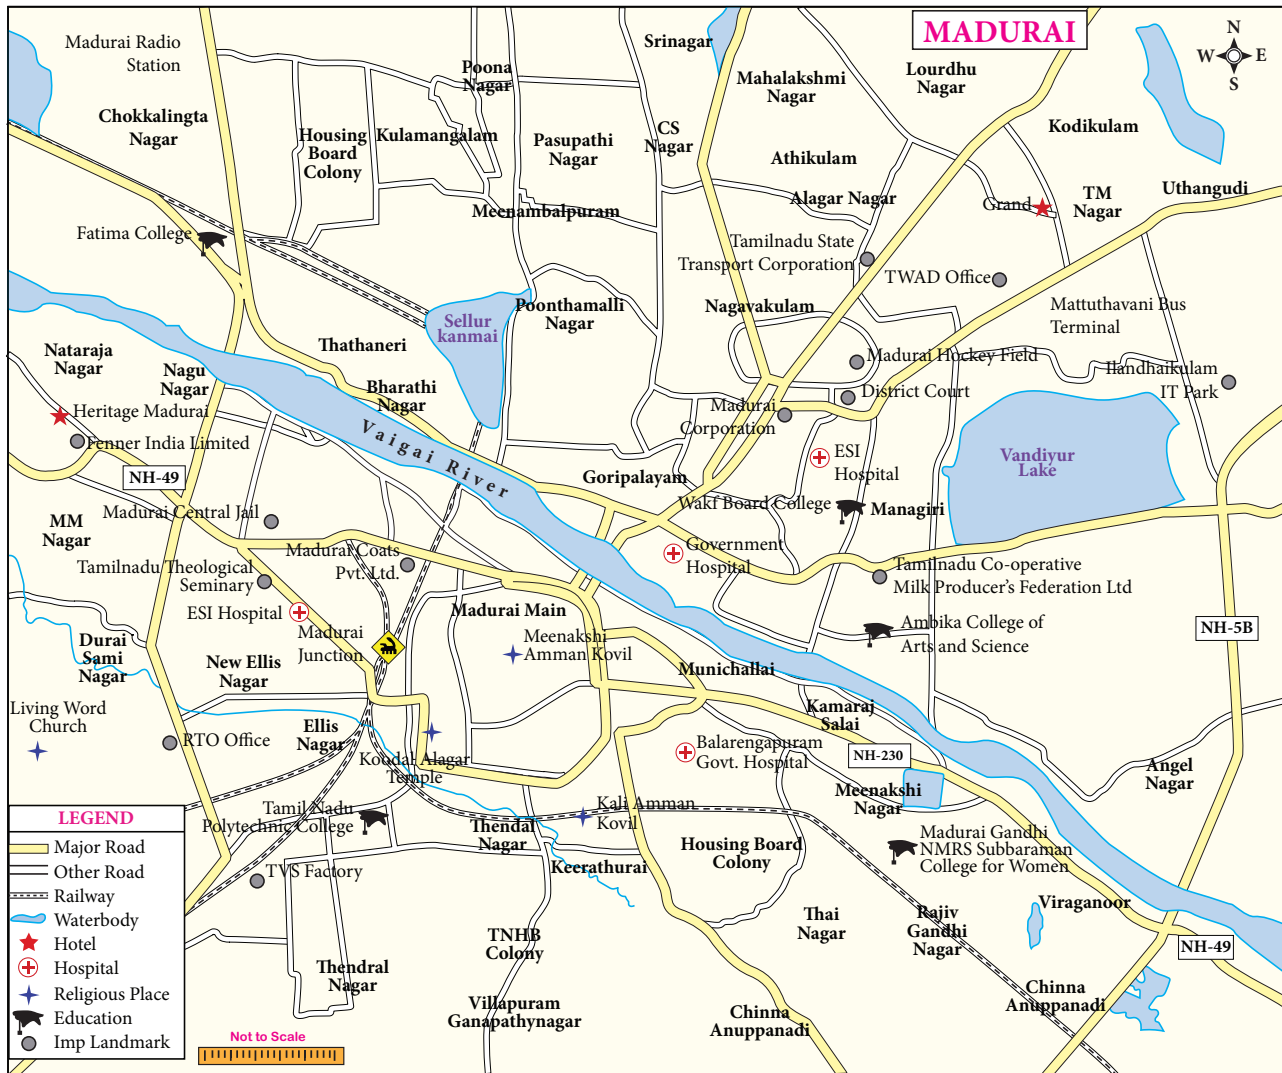 MADURAI
N
W E
S
Madurai Radio
Station
Srinagar
Poona
Nagar
Mahalakshmi
Nagar
Lourdhu
Nagar
Chokkalingta
Nagar
Housing
Board
Colony
Kulamangalam
Pasupathi
Nagar
CS
Nagar
Kodikulam
Athikulam
Alagar Nagar
TM
Nagar
Uthangudi
Grand
Meenambalpuram
Fatima College
Tamilnadu State
Transport Corporation
TWAD Office
Mattuthavani Bus
Terminal
Poonthamalli
Nagar
Nagavakulam
Sellur
kanmai
Thathaneri
Nataraja
Nagar
Nagu
Nagar
Bharathi
Nagar
Madurai Hockey Field
Ilandhaikulam
IT Park
District Court
Madurai
Corporation
Heritage Madurai
Fenner India Limited
Vaigai River
NH-49
Goripalayam
ESI
Hospital
Vandiyur
Lake
Wakf Board College
Managiri
Madurai Central Jail
MM
Nagar
Madurai Coats
Pvt. Ltd.
Government
Hospital
Tamilnadu Theological
Seminary
Tamilnadu Co-operative
Milk Producer's Federation Ltd
ESI Hospital
Madurai Main
Madurai
Junction
Meenakshi
Amman Kovil
Ambika College of
Arts and Science
NH-5B
Durai
Sami
Nagar
New Ellis
Nagar
Munichallai
Kamaraj
Salai
Living Word
Church
RTO Office
Ellis
Nagar
Koodal Alagar
Temple
Balarengapuram
Govt. Hospital
NH-230
Angel
Nagar
Meenakshi
Nagar
Tamil Nadu
Polytechnic College
Kali Amman
Kovil
Thendal
Nagar
Keerathurai
Housing Board
Colony
Madurai Gandhi
NMRS Subbaraman
College for Women
TVS Factory
Viraganoor
Thai
Nagar
Rajiv
Gandhi
Nagar
NH-49
TNHB
Colony
Thendral
Nagar
Villapuram
Ganapathynagar
Chinna
Anuppanadi
Chinna
Anuppanadi
LEGEND
Major Road
Other Road
Railway
Waterbody
Hotel
Hospital
Religious Place
Education
Imp Landmark
Not to Scale